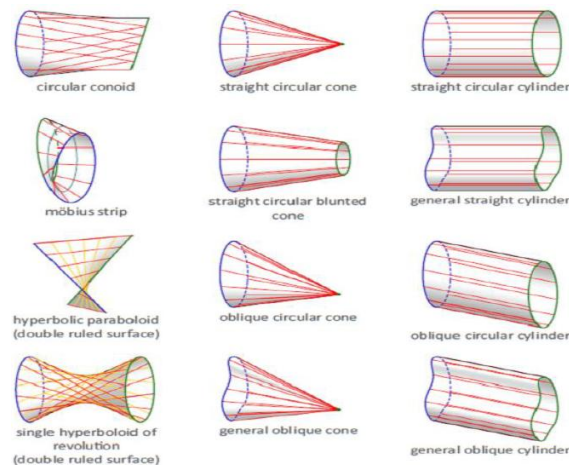 circular conoid
straight circular cone
straight circular cylinder
möbius strip
straight circular blunted
cone
general straight cylinder
hyperbolic paraboloid
(double ruled surface)
oblique circular cone
oblique circular cylinder
single hyperboloid of
revolution
(double ruled surface)
general oblique cone
general oblique cylinder